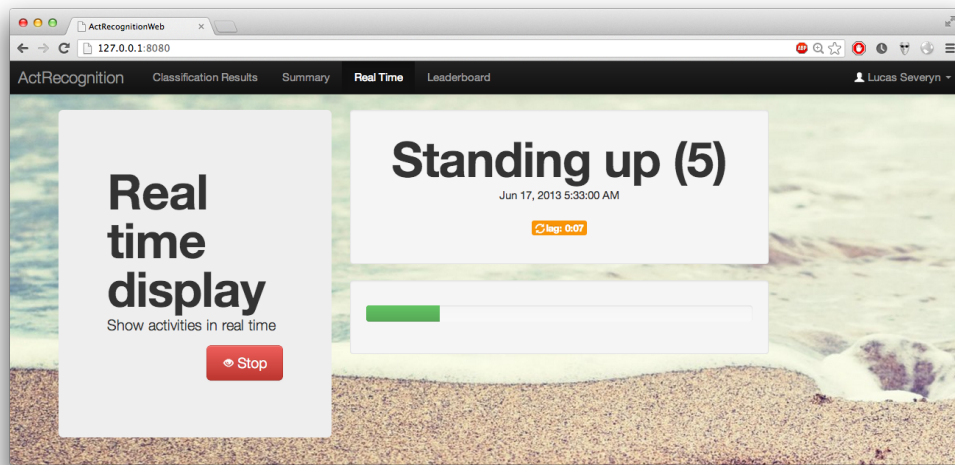 ActRecognitionWeb
127.0.0.1:8080
ABP
ActRecognition Classification Results Summary Real Time Leaderboard Lucas Severyn
Real
time
display
Show activities in real time
Stop
Standing up (5)
Jun 17, 2013 5:33:00 AM
lag: 0:07